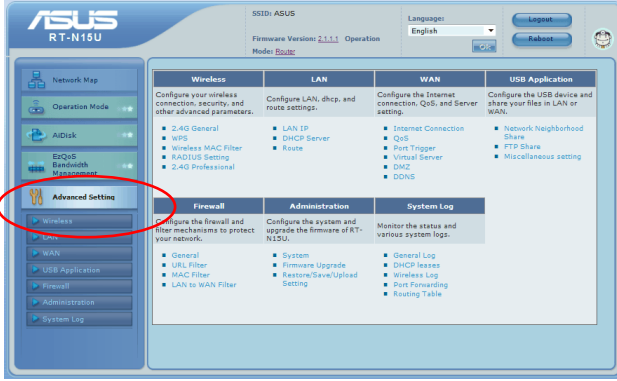 ASUS
RT-N15U
SSID: ASUS
Firmware Version: 2.1.1.1 Operation
Mode: Router
Language:
English
OK
Logout
Reboot
Network Map
Operation Mode
AiDisk
EzQoS
Bandwidth
Management
Advanced Setting
Wireless
LAN
WAN
USB Application
Firewall
Administration
System Log
Wireless
Configure your wireless
connection, security, and
other advanced parameters.
2.4G General
WPS
Wireless MAC Filter
RADIUS Setting
2.4G Professional
LAN
Configure LAN, dhcp, and
route settings.
LAN IP
DHCP Server
Route
WAN
Configure the Internet
connection, QoS, and Server
setting.
Internet Connection
QoS
Port Trigger
Virtual Server
DMZ
DDNS
USB Application
Configure the USB device and
share your files in LAN or
WAN.
Network Neighborhood
Share
FTP Share
Miscellaneous setting
Firewall
Configure the firewall and
filter mechanisms to protect
your network.
General
URL Filter
MAC Filter
LAN to WAN Filter
Administration
Configure the system and
upgrade the firmware of RT-
N15U.
System
Firmware Upgrade
Restore/Save/Upload
Setting
System Log
Monitor the status and
various system logs.
General Log
DHCP leases
Wireless Log
Port Forwarding
Routing Table